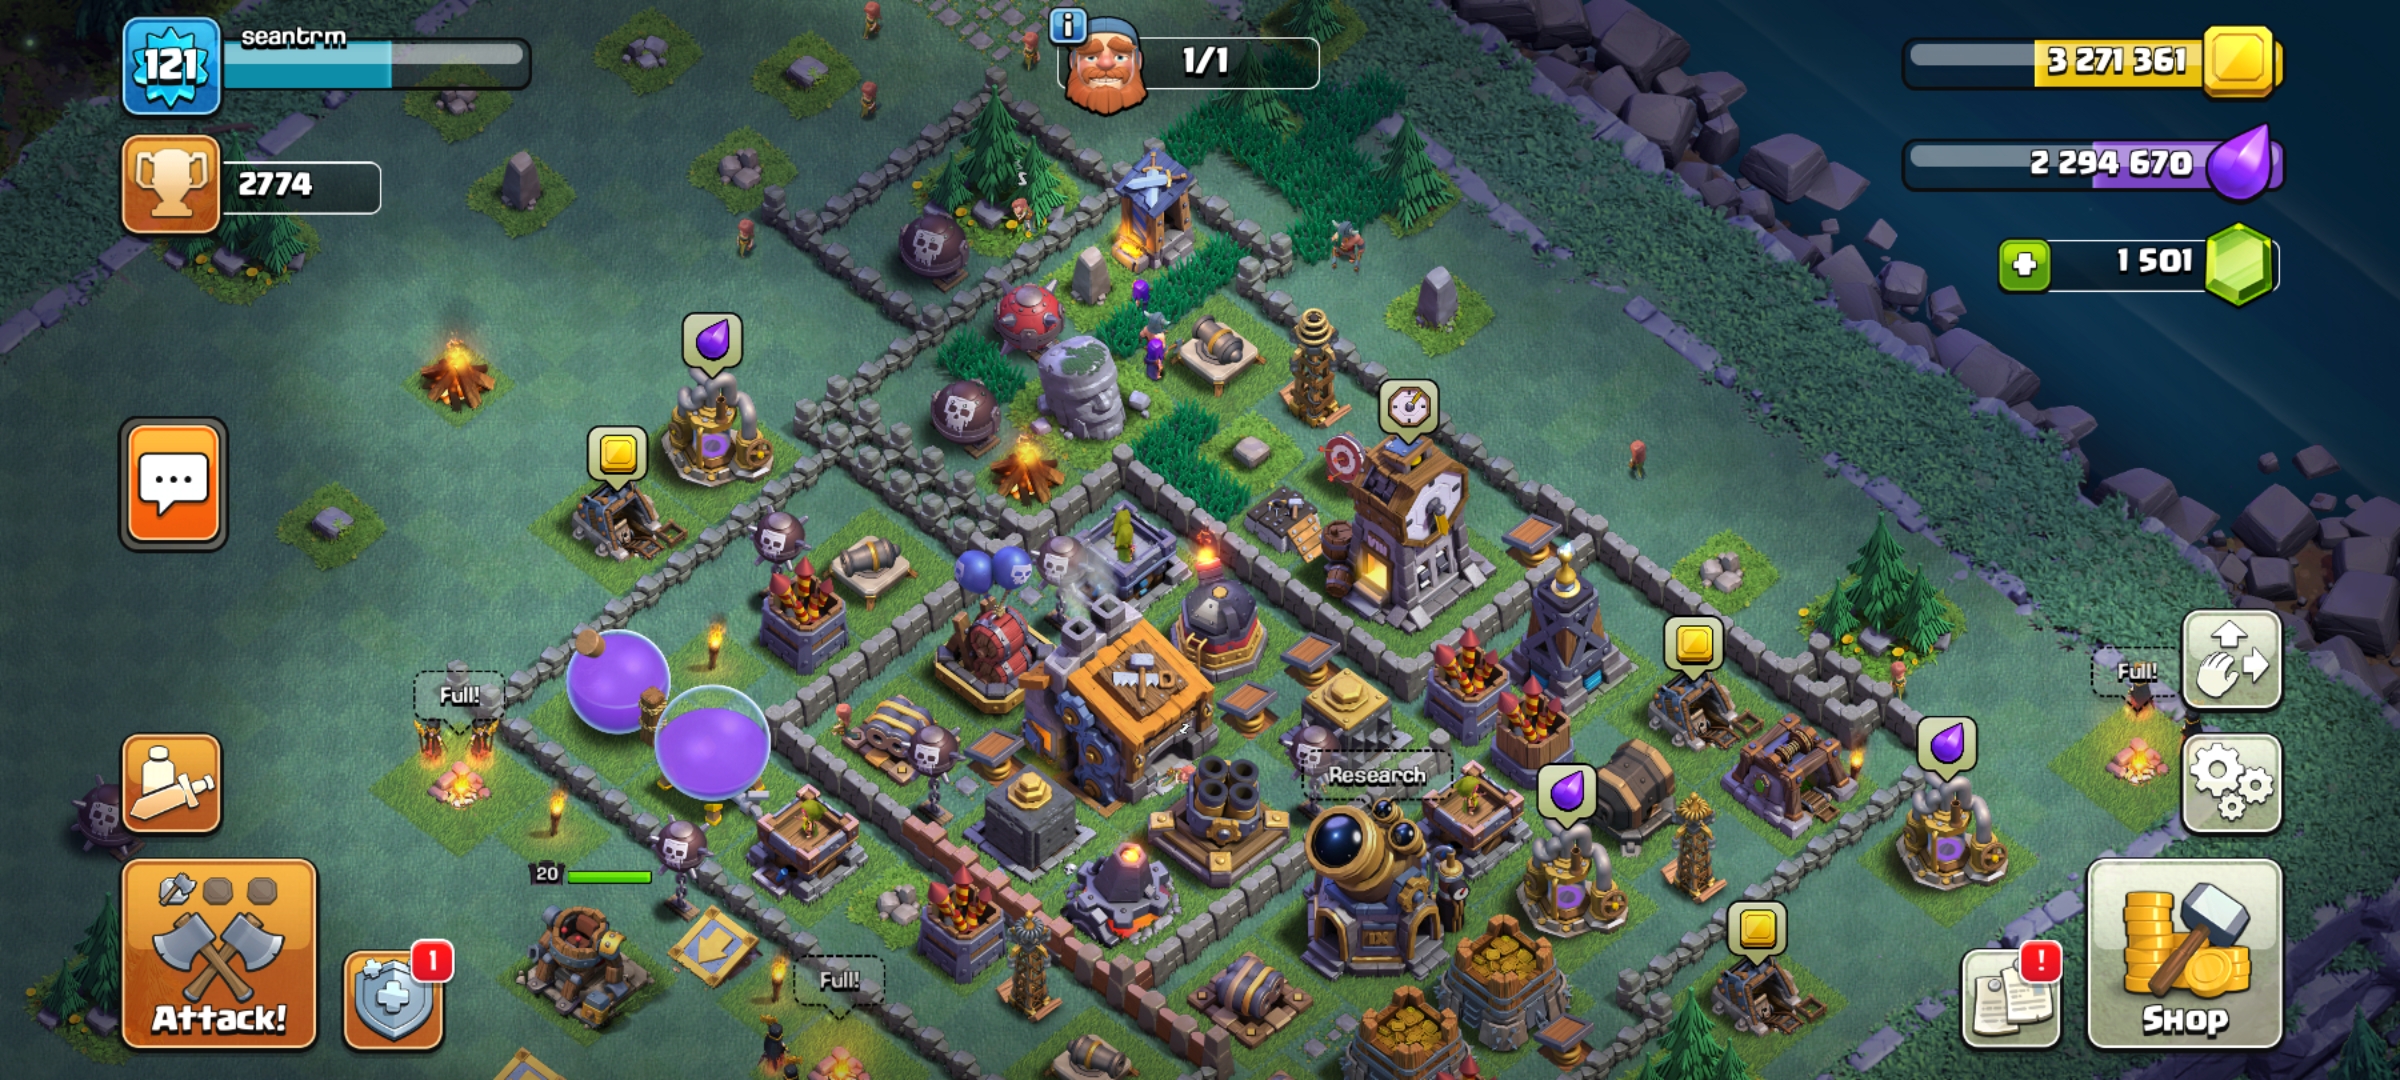 121
seantrm
i
1/1
3 271 361
2774
2 294 670
1 501
Full!
Full!
Research
20
Full!
1
!
Attack!
Shop